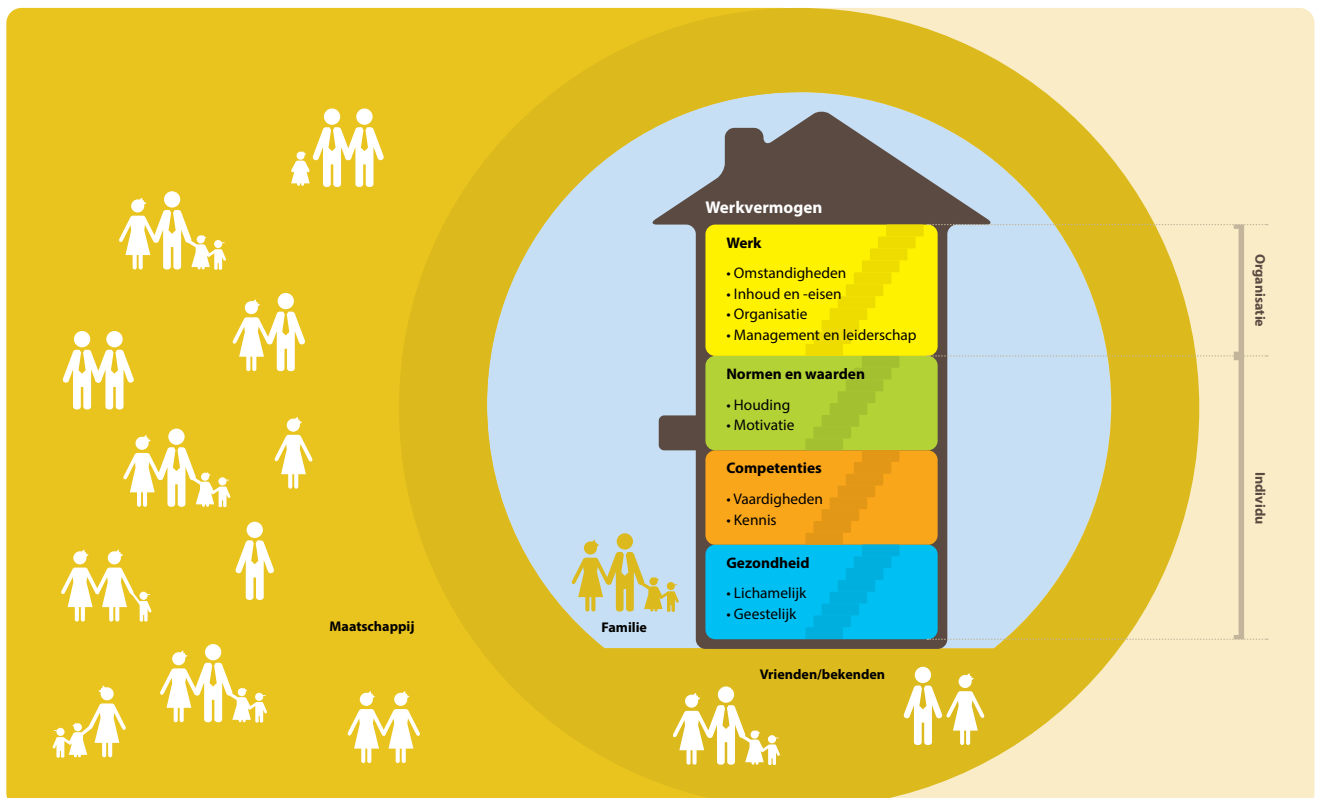 Werkvermogen
Werk
• Omstandigheden
• Inhoud en -eisen
• Organisatie
• Management en leiderschap
Normen en waarden
• Houding
• Motivatie
Competenties
• Vaardigheden
• Kennis
Gezondheid
• Lichamelijk
• Geestelijk
Organisatie
Individu
Maatschappij
Familie
Vrienden/bekenden